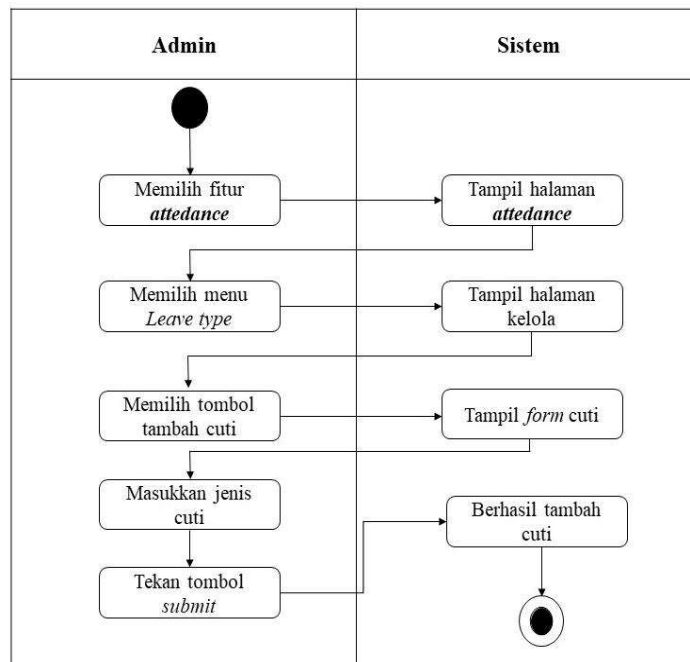 Admin
Sistem
Memilih fitur
attedance
Tampil halaman
attedance
Memilih menu
Leave type
Tampil halaman
kelola
Memilih tombol
tambah cuti
Tampil form cuti
Masukkan jenis
cuti
Berhasil tambah
cuti
Tekan tombol
submit